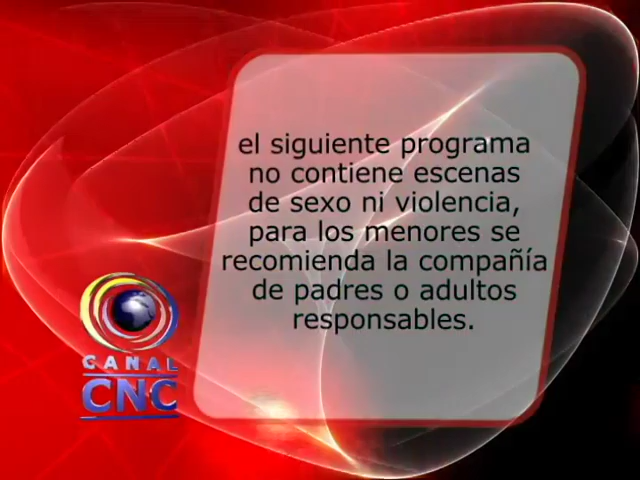 el siguiente programa
no contiene escenas
de sexo ni violencia,
para los menores se
recomienda la compañía
de padres o adultos
responsables.
CANAL
CNC